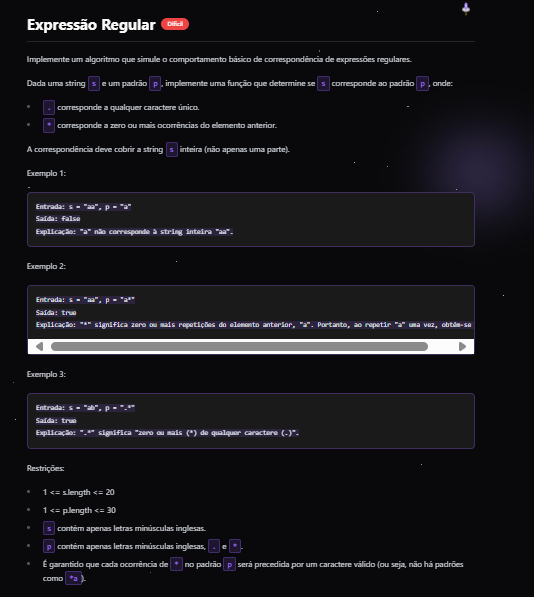 Expressão Regular Difícil
Implemente um algoritmo que simule o comportamento básico de correspondência de expressões regulares.
Dada uma string s e um padrão p, implemente uma função que determine se s corresponde ao padrão p, onde:
. corresponde a qualquer caractere único.
* corresponde a zero ou mais ocorrências do elemento anterior.
A correspondência deve cobrir a string s inteira (não apenas uma parte).
Exemplo 1:
Entrada: s = "aa", p = "a"
Saída: false
Explicação: "a" não corresponde à string inteira "aa".
Exemplo 2:
Entrada: s = "aa", p = "a*"
Saída: true
Explicação: "*" significa zero ou mais repetições do elemento anterior, "a". Portanto, ao repetir "a" uma vez, obtém-se
Exemplo 3:
Entrada: s = "ab", p = ".*"
Saída: true
Explicação: ".*" significa "zero ou mais (*) de qualquer caractere (.)".
Restrições:
1 <= s.length <= 20
1 <= p.length <= 30
s contém apenas letras minúsculas inglesas.
p contém apenas letras minúsculas inglesas, . e *.
É garantido que cada ocorrência de * no padrão p será precedida por um caractere válido (ou seja, não há padrões
como *a ).